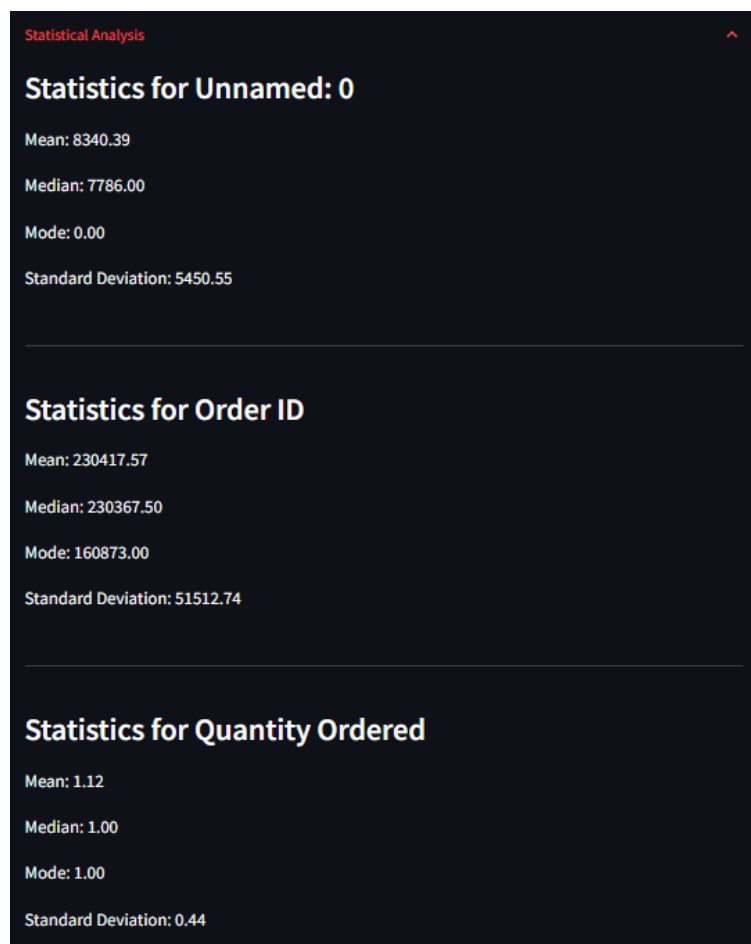 Statistical Analysis
Statistics for Unnamed: 0
Mean: 8340.39
Median: 7786.00
Mode: 0.00
Standard Deviation: 5450.55
Statistics for Order ID
Mean: 230417.57
Median: 230367.50
Mode: 160873.00
Standard Deviation: 51512.74
Statistics for Quantity Ordered
Mean: 1.12
Median: 1.00
Mode: 1.00
Standard Deviation: 0.44